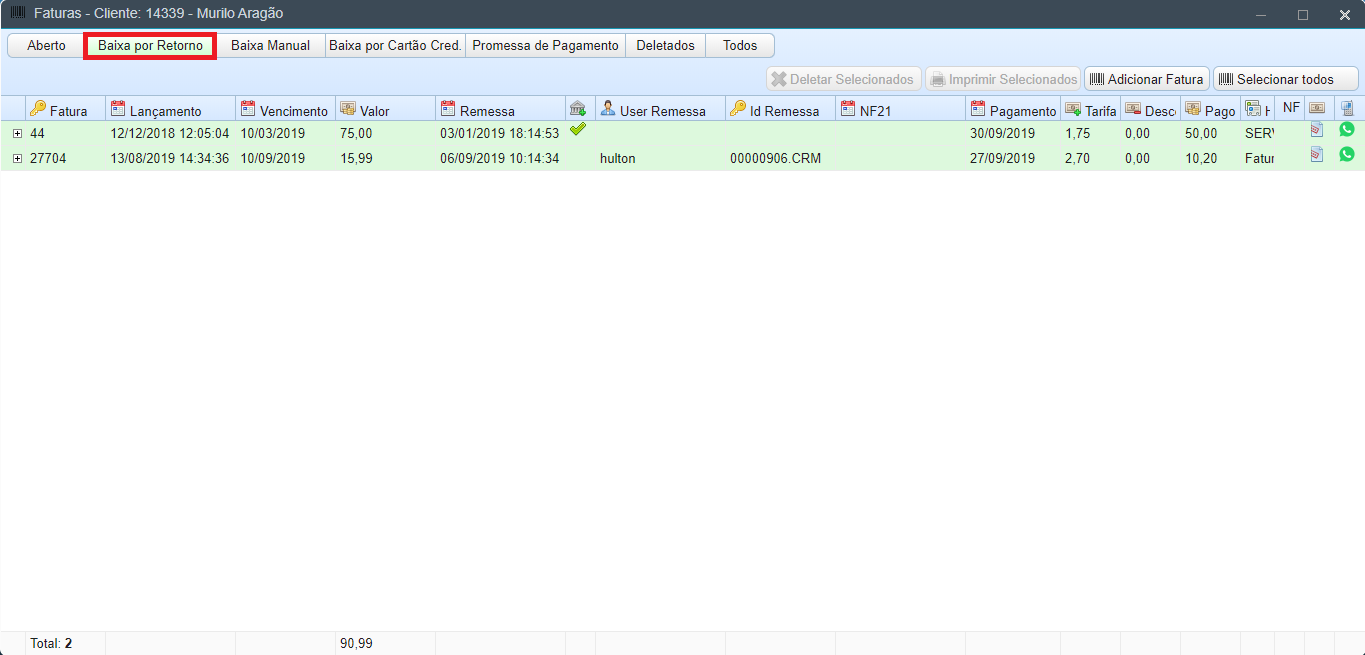 Faturas - Cliente: 14339 - Murilo Aragão
Aberto Baixa por Retorno Baixa Manual Baixa por Cartão Cred. Promessa de Pagamento Deletados Todos
Deletar Selecionados Imprimir Selecionados Adicionar Fatura Selecionar todos
Fatura Lançamento Vencimento Valor Remessa User Remessa Id Remessa NF21 Pagamento Tarifa Desc Pago H NF
44 12/12/2018 12:05:04 10/03/2019 75,00 03/01/2019 18:14:53 30/09/2019 1,75 0,00 50,00 SERV
27704 13/08/2019 14:34:36 10/09/2019 15,99 06/09/2019 10:14:34 hulton 00000906.CRM 27/09/2019 2,70 0,00 10,20 Fatur
Total: 2 90,99